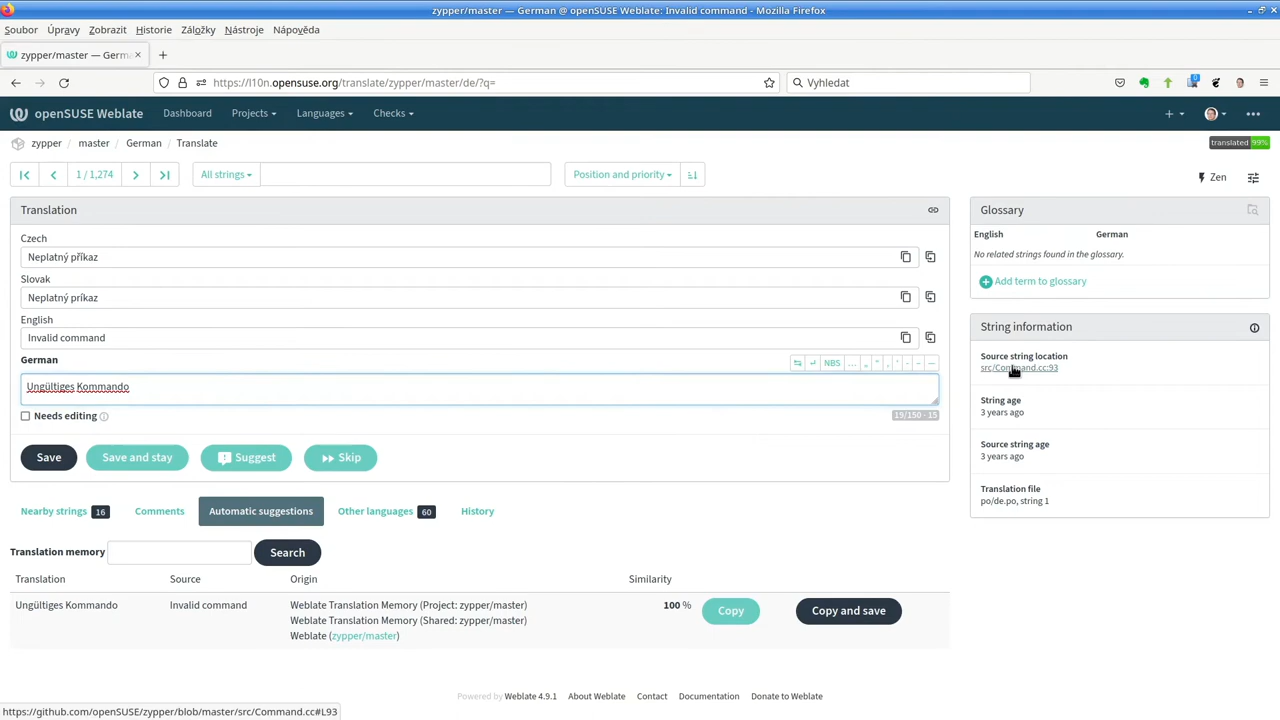 zypper/master — German @ openSUSE Weblate: Invalid command - Mozilla Firefox
Soubor Úpravy Zobrazit Historie Záložky Nástroje Nápověda
zypper/master — Germ
https://l10n.opensuse.org/translate/zypper/master/de/?q=
Vyhledat
openSUSE Weblate Dashboard Projects Languages Checks
zypper / master / German / Translate
translated 99%
1 / 1,274
All strings
Position and priority
Zen
Translation
Czech
Neplatný příkaz
Slovak
Neplatný príkaz
English
Invalid command
German
NBS … „ “ ‚ ‘ - – —
Ungültiges Kommando
Needs editing
19/150 · 15
Save Save and stay Suggest Skip
Nearby strings 16 Comments Automatic suggestions Other languages 60 History
Translation memory Search
Translation Source Origin Similarity
Ungültiges Kommando Invalid command Weblate Translation Memory (Project: zypper/master) 100 % Copy Copy and save
Weblate Translation Memory (Shared: zypper/master)
Weblate (zypper/master)
Glossary
English German
No related strings found in the glossary.
Add term to glossary
String information
Source string location
src/Command.cc:93
String age
3 years ago
Source string age
3 years ago
Translation file
po/de.po, string 1
Powered by Weblate 4.9.1 About Weblate Contact Documentation Donate to Weblate
https://github.com/openSUSE/zypper/blob/master/src/Command.cc#L93